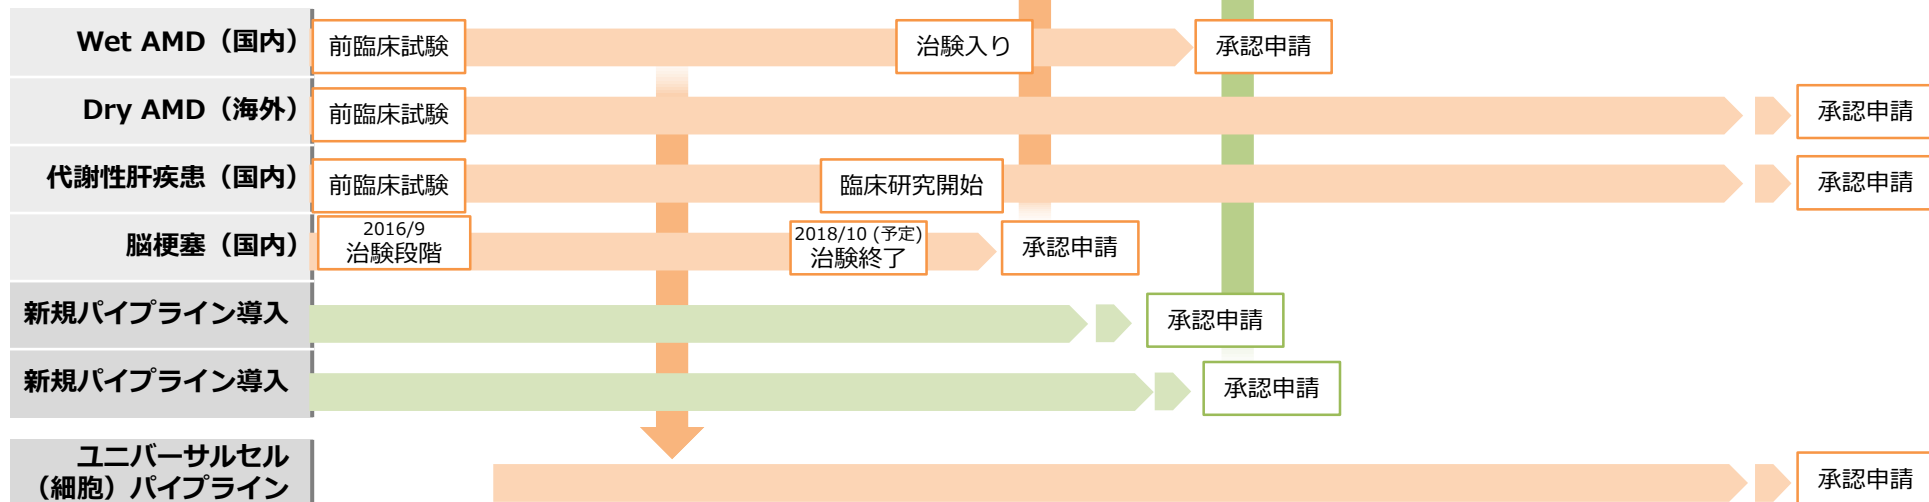 Wet AMD（国内） 前臨床試験 治験入り 承認申請
Dry AMD（海外） 前臨床試験 承認申請
代謝性肝疾患（国内） 前臨床試験 臨床研究開始 承認申請
脳梗塞（国内） 2016/9 治験段階 2018/10 (予定) 治験終了 承認申請
新規パイプライン導入 承認申請
新規パイプライン導入 承認申請
ユニバーサルセル
（細胞）パイプライン 承認申請